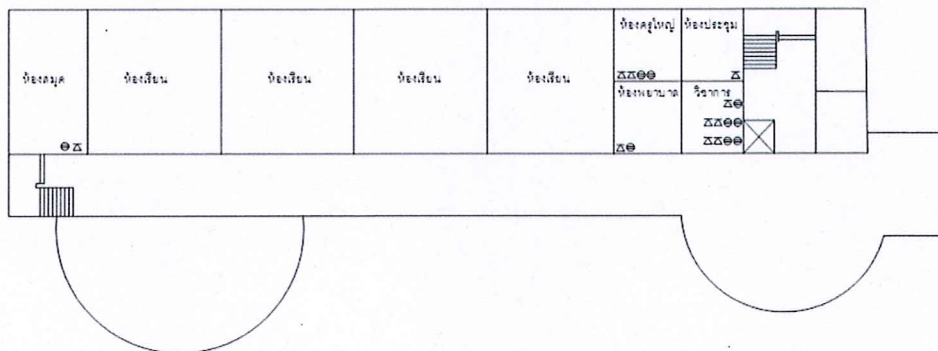 ห้องครูใหญ่ ห้องประชุม
ห้องสมุด ห้องเรียน ห้องเรียน ห้องเรียน ห้องเรียน
ห้องพยาบาล วิชาการ